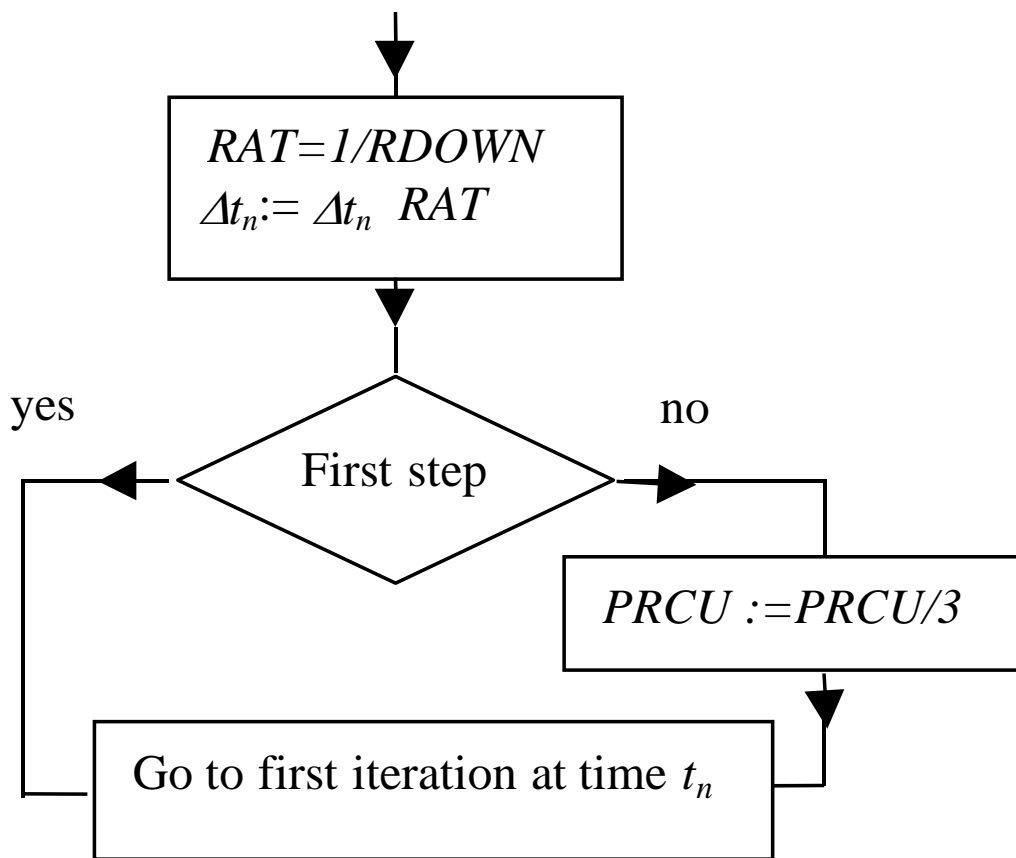 RAT=1/RDOWN
Δtₙ:= Δtₙ RAT
yes
no
First step
PRCU :=PRCU/3
Go to first iteration at time tₙ